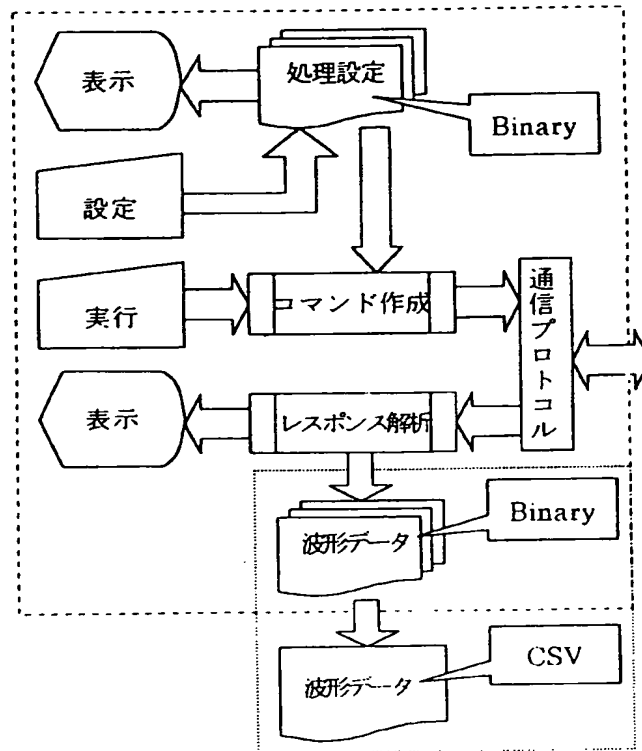 表示
処理設定
Binary
設定
実行
コマンド作成
通信プロトコル
表示
レスポンス解析
波形データ
Binary
波形データ
CSV